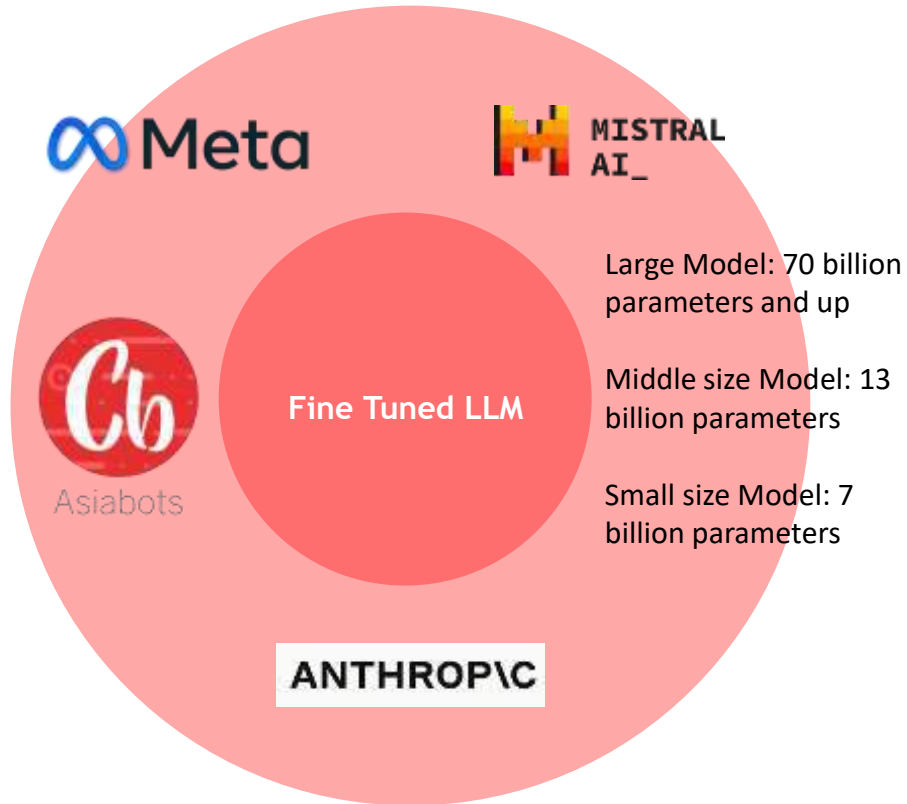 Meta
MISTRAL
AI_
Large Model: 70 billion
parameters and up
Middle size Model: 13
billion parameters
Cb
Fine Tuned LLM
Small size Model: 7
billion parameters
Asiabots
ANTHROP\C